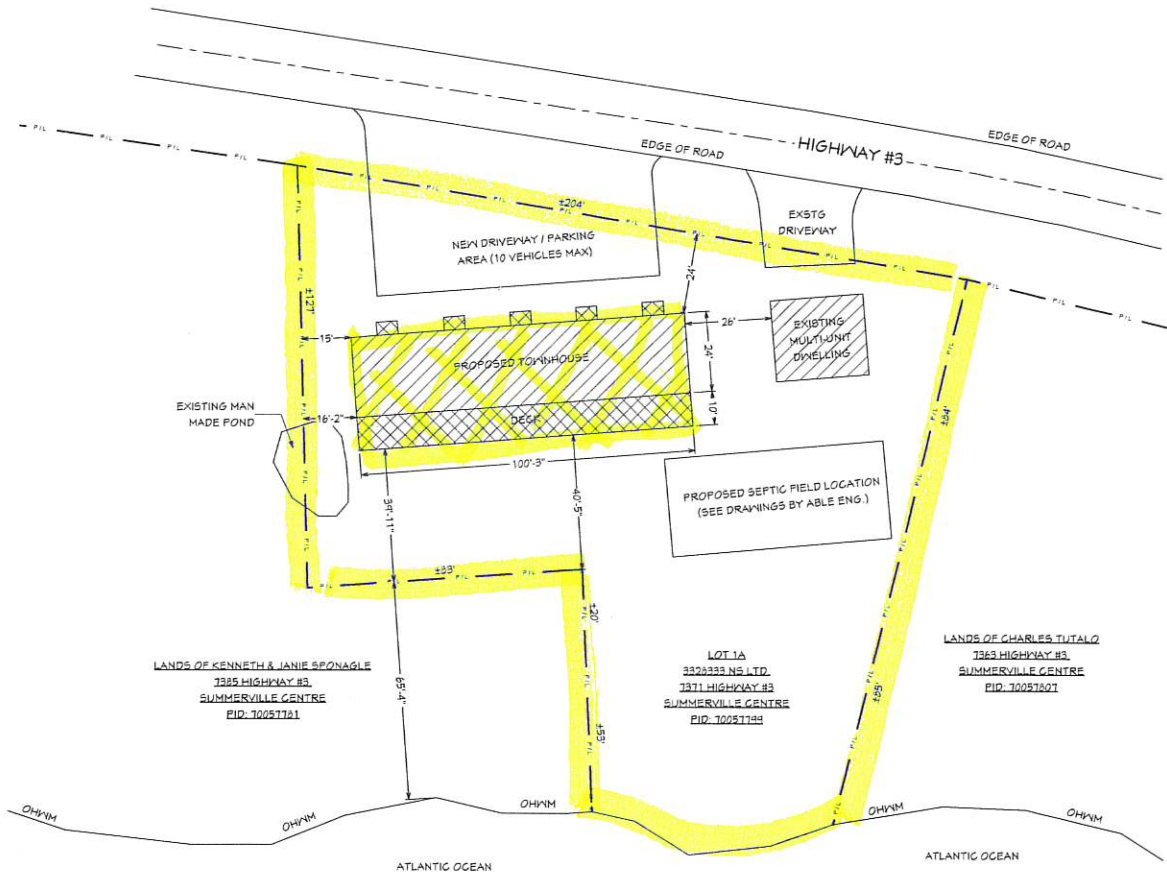 EDGE OF ROAD
HIGHWAY #3
EDGE OF ROAD
P/L P/L P/L P/L P/L P/L P/L P/L P/L P/L P/L P/L P/L P/L P/L
±204'
EXSTG
DRIVEWAY
NEW DRIVEWAY / PARKING
AREA (10 VEHICLES MAX)
24'
±127'
15'
26'
EXISTING
MULTI-UNIT
DWELLING
PROPOSED TOWNHOUSE
24'
EXISTING MAN
MADE POND
16'-2"
DECK
10'
±84'
100'-3"
39'-11"
40'-5"
PROPOSED SEPTIC FIELD LOCATION
(SEE DRAWINGS BY ABLE ENG.)
±83'
±20'
LANDS OF KENNETH & JANIE SPONAGLE
7385 HIGHWAY #3,
SUMMERVILLE CENTRE
PID: 70057781
65'-4"
LOT 1A
3328333 NS LTD.
7371 HIGHWAY #3
SUMMERVILLE CENTRE
PID: 70057799
LANDS OF CHARLES TUTALO
7363 HIGHWAY #3,
SUMMERVILLE CENTRE
PID: 70057807
±85'
±53'
OHWM
OHWM
OHWM
OHWM
OHWM
ATLANTIC OCEAN
ATLANTIC OCEAN